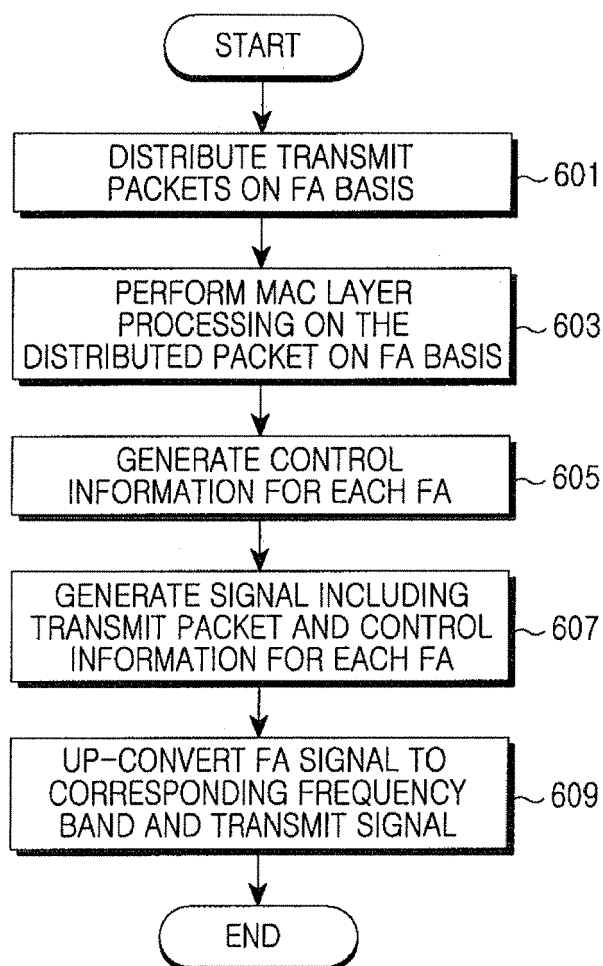 START
DISTRIBUTE TRANSMIT
PACKETS ON FA BASIS
601
PERFORM MAC LAYER
PROCESSING ON THE
DISTRIBUTED PACKET ON FA BASIS
603
GENERATE CONTROL
INFORMATION FOR EACH FA
605
GENERATE SIGNAL INCLUDING
TRANSMIT PACKET AND CONTROL
INFORMATION FOR EACH FA
607
UP-CONVERT FA SIGNAL TO
CORRESPONDING FREQUENCY
BAND AND TRANSMIT SIGNAL
609
END